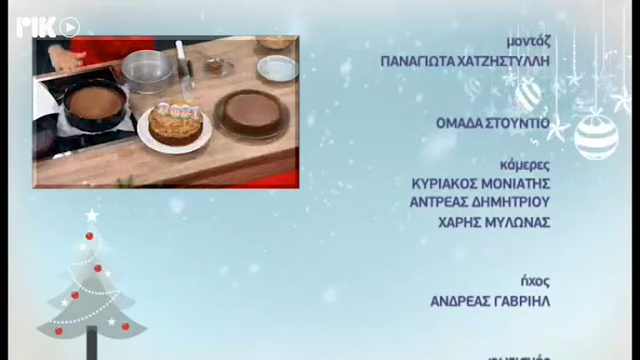 ΡΙΚ
μοντάζ
ΠΑΝΑΓΙΩΤΑ ΧΑΤΖΗΣΤΥΛΛΗ
ΟΜΑΔΑ ΣΤΟΥΝΤΙΟ
κάμερες
ΚΥΡΙΑΚΟΣ ΜΟΝΙΑΤΗΣ
ΑΝΤΡΕΑΣ ΔΗΜΗΤΡΙΟΥ
ΧΑΡΗΣ ΜΥΛΩΝΑΣ
ήχος
ΑΝΔΡΕΑΣ ΓΑΒΡΙΗΛ